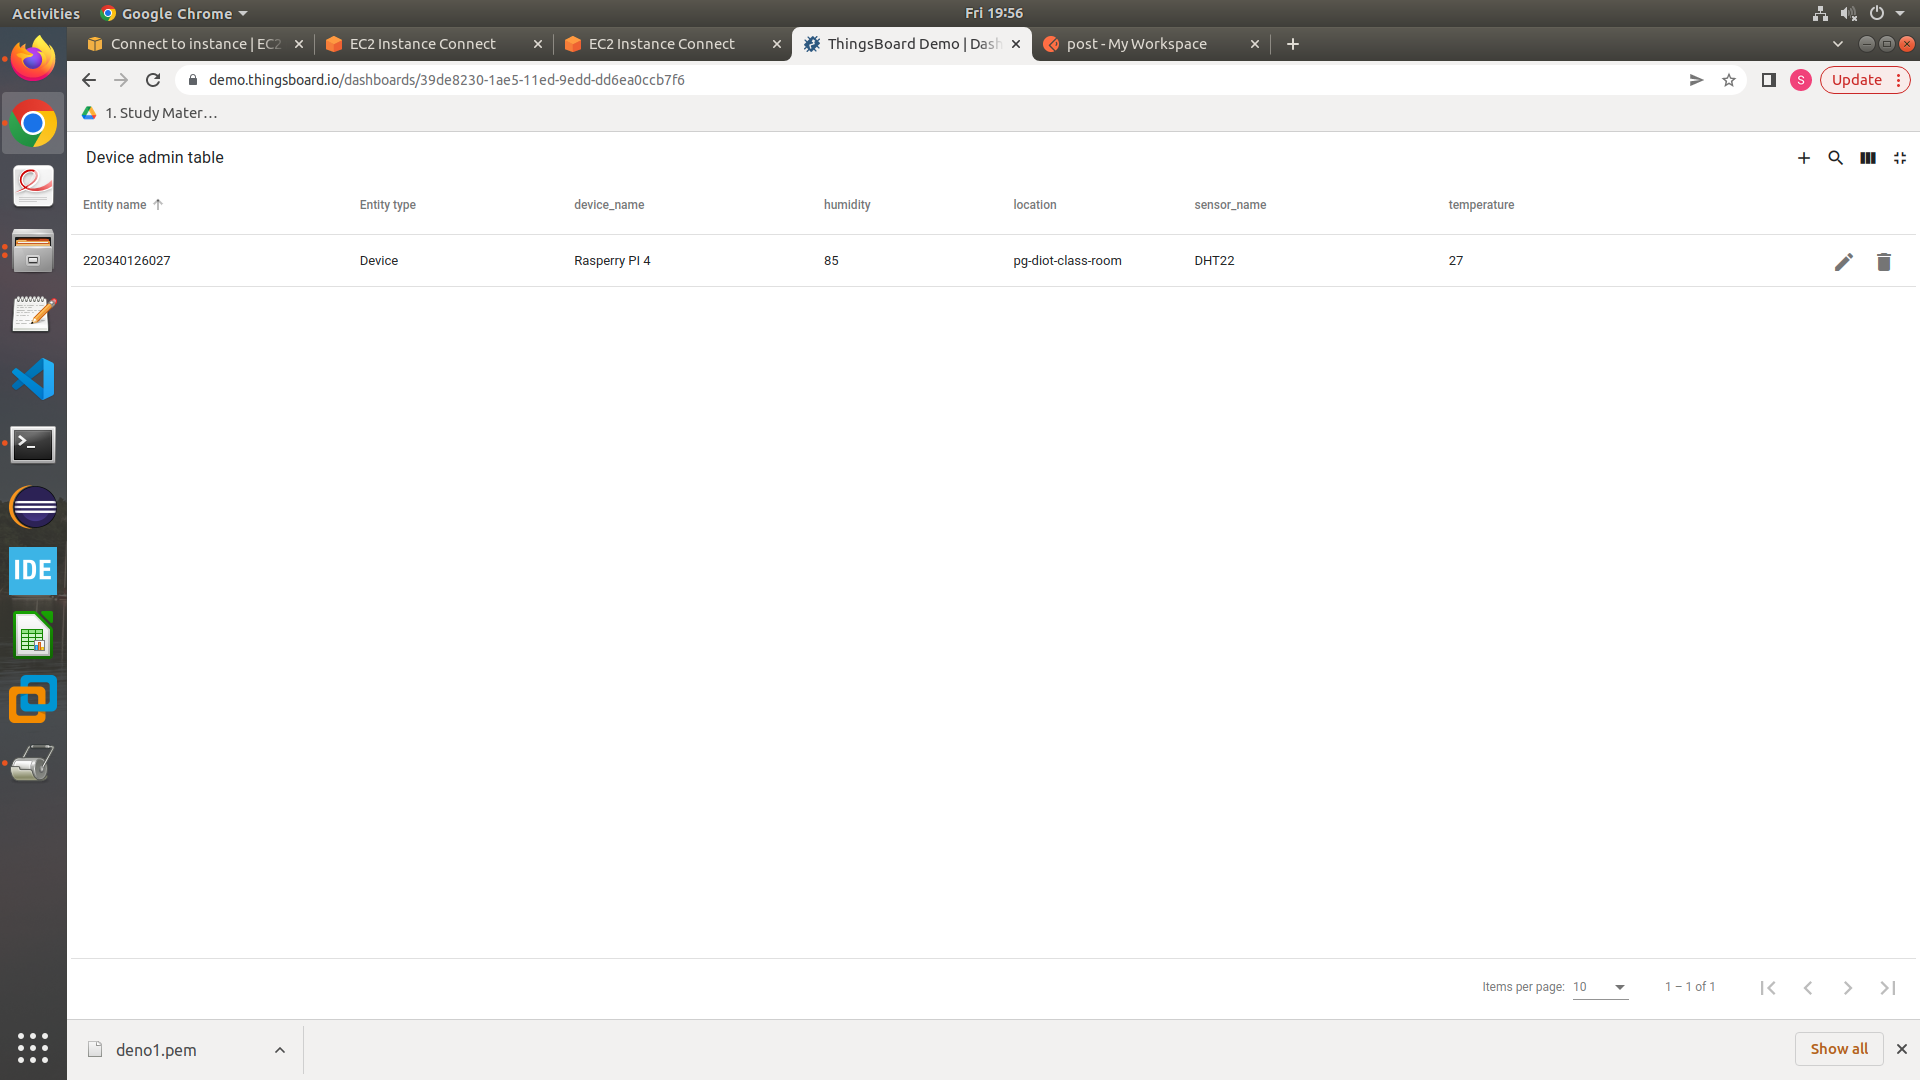 Activities
Google Chrome
Fri 19:56
Connect to instance | EC2
EC2 Instance Connect
EC2 Instance Connect
ThingsBoard Demo | Dash
post - My Workspace
demo.thingsboard.io/dashboards/39de8230-1ae5-11ed-9edd-dd6ea0ccb7f6
S
Update
1. Study Mater…
Device admin table
Entity name
Entity type
device_name
humidity
location
sensor_name
temperature
220340126027
Device
Rasperry PI 4
85
pg-diot-class-room
DHT22
27
IDE
Items per page:
10
1 – 1 of 1
deno1.pem
Show all